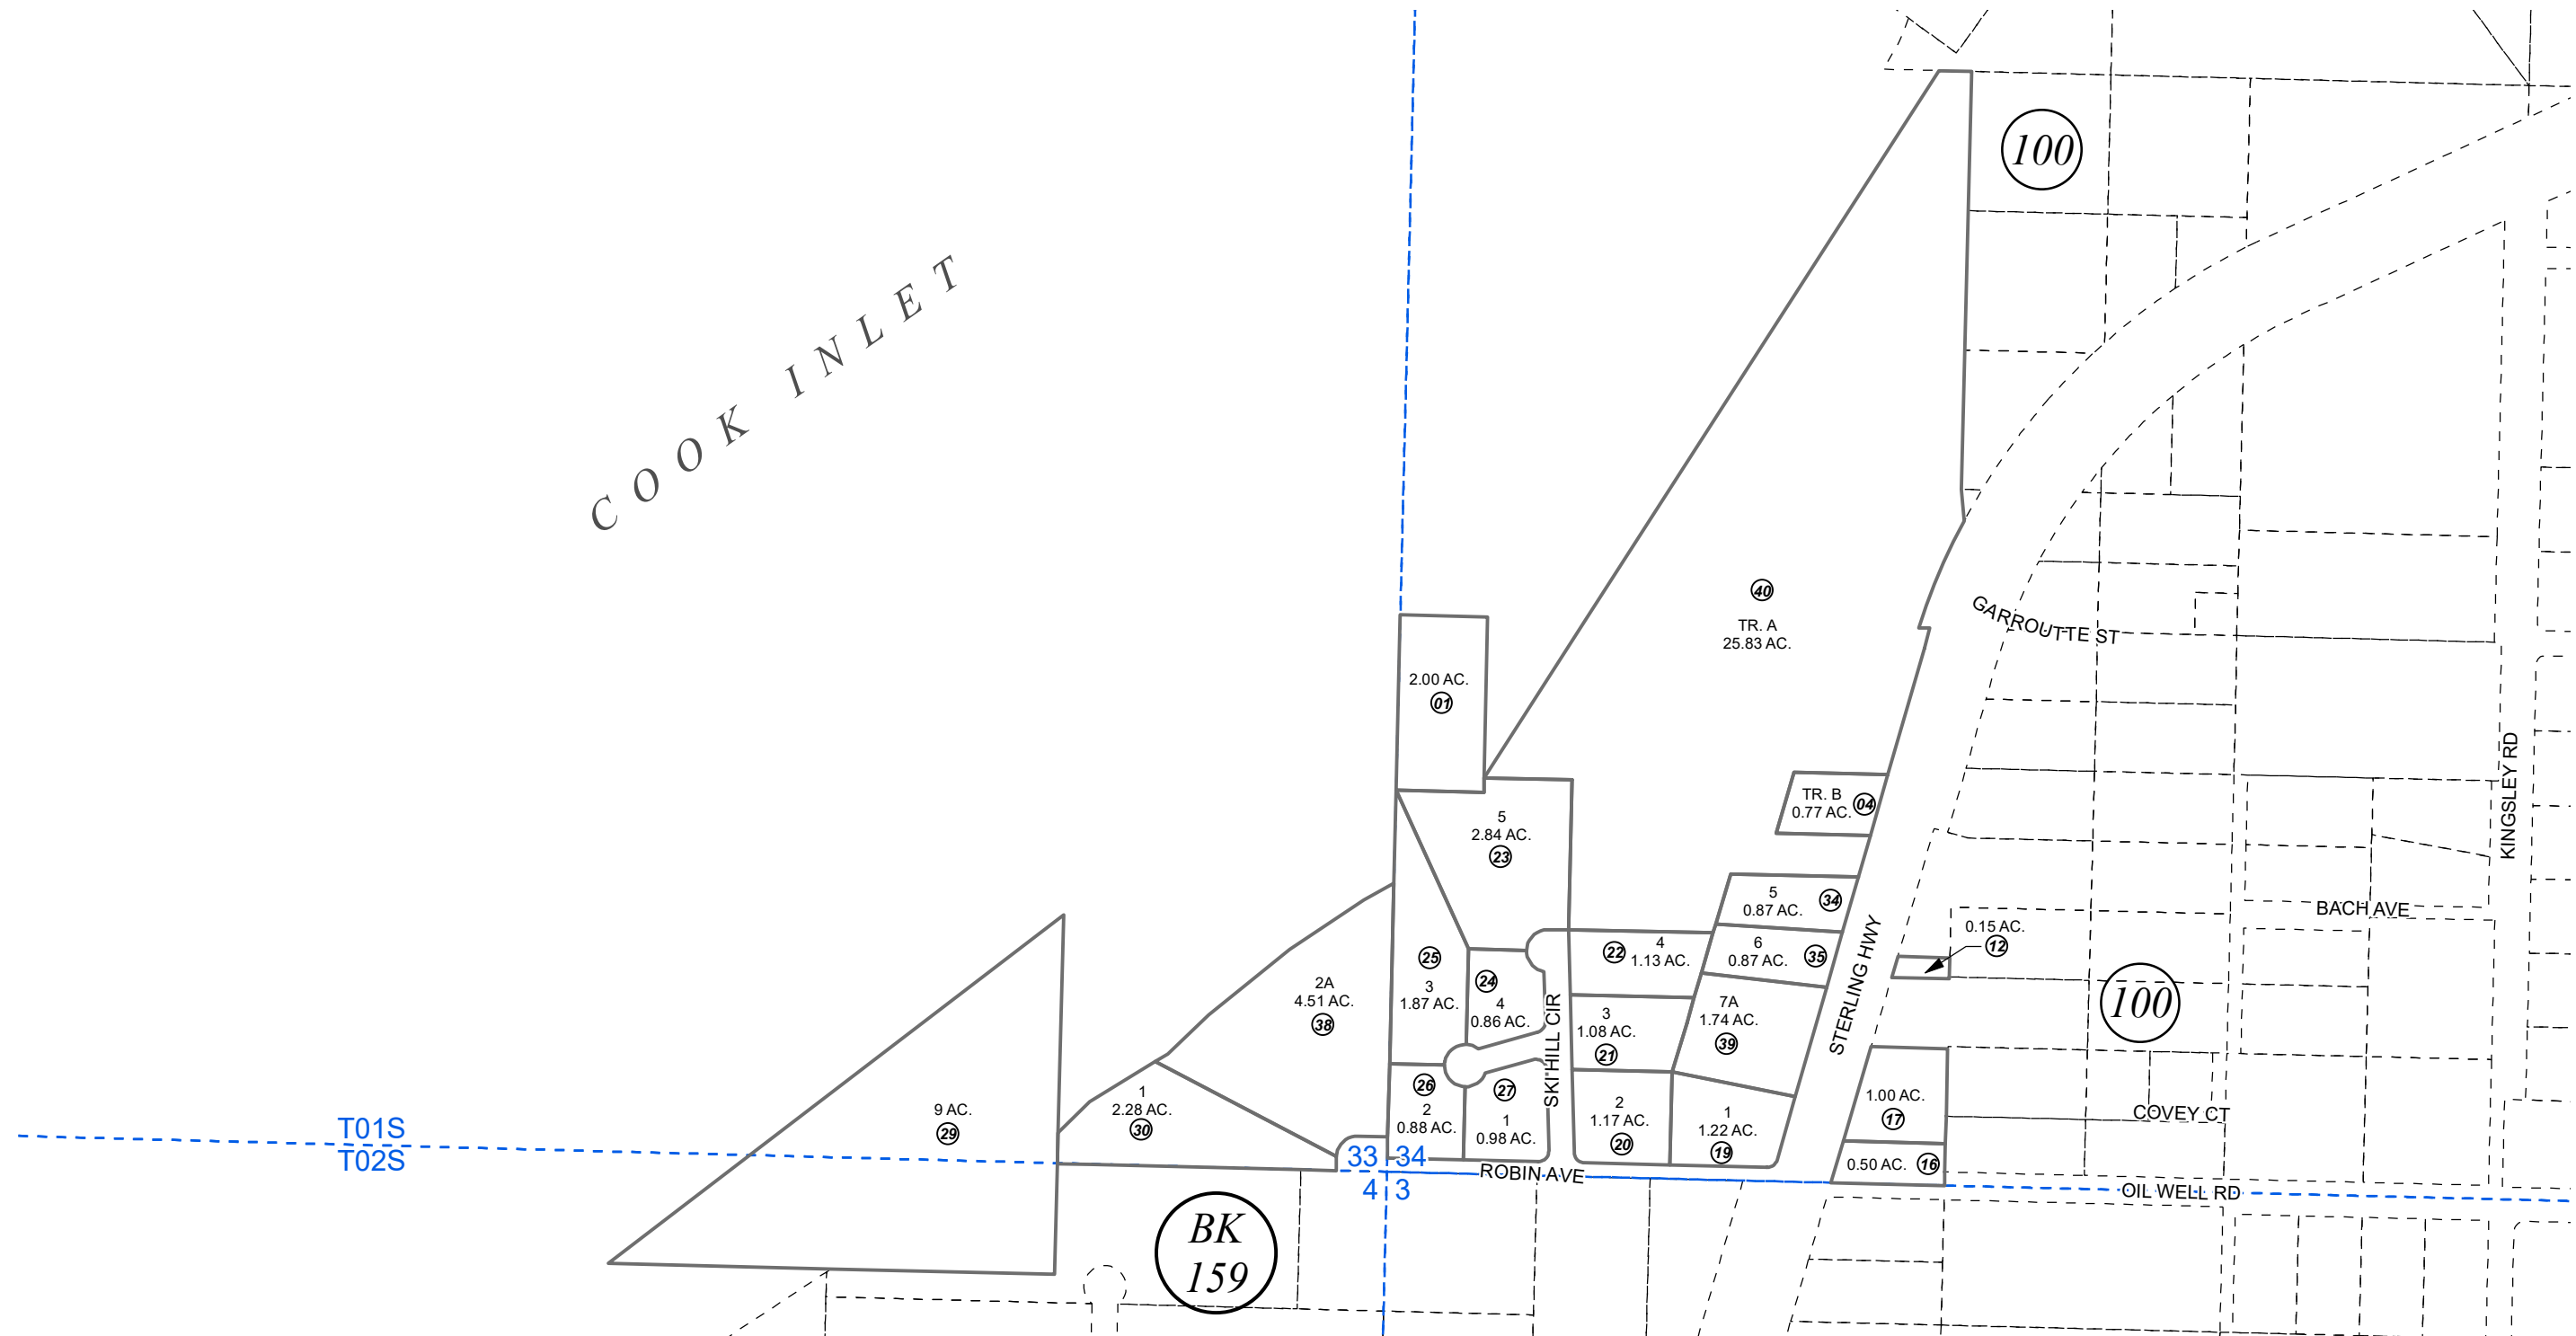 100
COOK INLET
40
TR. A
25.83 AC.
GARROUTTE ST
2.00 AC.
01
KINGSLEY RD
TR. B
0.77 AC.
04
5
2.84 AC.
23
5
0.87 AC.
34
BACH AVE
0.15 AC.
12
STERLING HWY
22
4
1.13 AC.
6
0.87 AC.
35
25
3
1.87 AC.
24
4
0.86 AC.
2A
4.51 AC.
38
SKI HILL CIR
3
1.08 AC.
21
7A
1.74 AC.
39
100
26
2
0.88 AC.
27
1
0.98 AC.
2
1.17 AC.
20
1
1.22 AC.
19
1.00 AC.
17
COVEY CT
9 AC.
29
1
2.28 AC.
30
T01S
T02S
33 34
4 3
ROBIN AVE
0.50 AC.
16
OIL WELL RD
BK
159